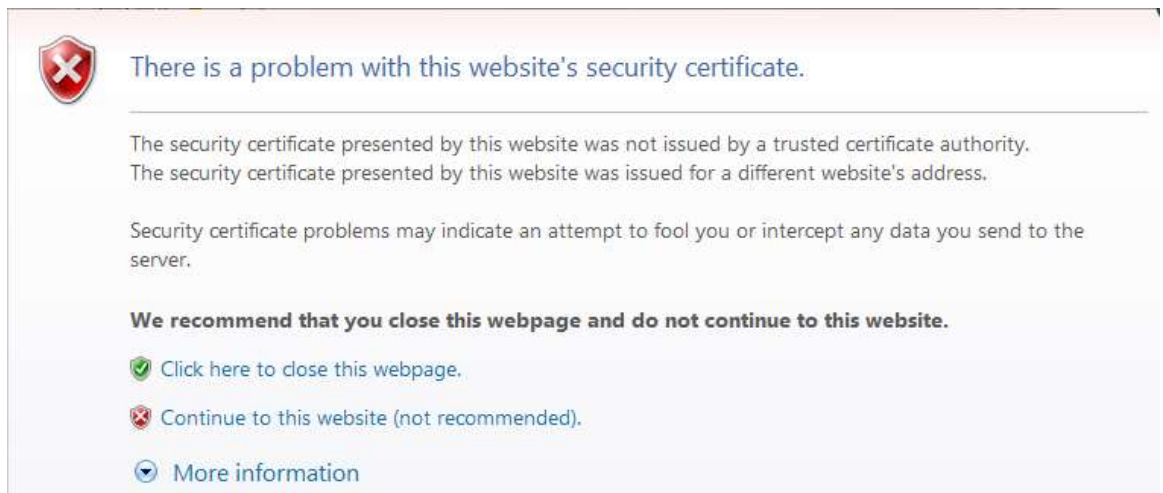 There is a problem with this website's security certificate.
The security certificate presented by this website was not issued by a trusted certificate authority.
The security certificate presented by this website was issued for a different website's address.
Security certificate problems may indicate an attempt to fool you or intercept any data you send to the
server.
We recommend that you close this webpage and do not continue to this website.
Click here to close this webpage.
Continue to this website (not recommended).
More information